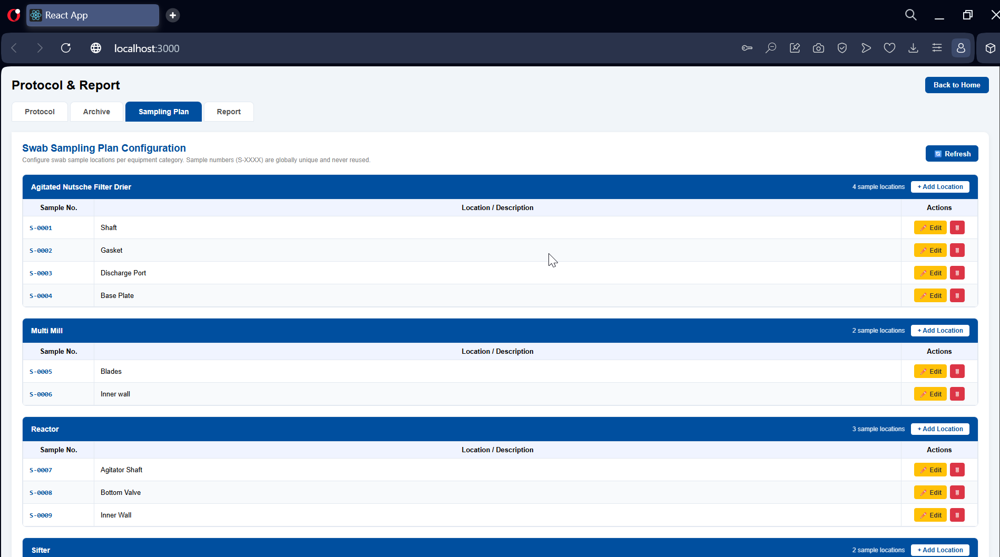 React App
localhost:3000
Protocol & Report
Back to Home
Protocol Archive Sampling Plan Report
Swab Sampling Plan Configuration
Configure swab sample locations per equipment category. Sample numbers (S-XXXX) are globally unique and never reused.
Refresh
Agitated Nutsche Filter Drier 4 sample locations + Add Location
Sample No. Location / Description Actions
S-0001 Shaft Edit
S-0002 Gasket Edit
S-0003 Discharge Port Edit
S-0004 Base Plate Edit
Multi Mill 2 sample locations + Add Location
Sample No. Location / Description Actions
S-0005 Blades Edit
S-0006 Inner wall Edit
Reactor 3 sample locations + Add Location
Sample No. Location / Description Actions
S-0007 Agitator Shaft Edit
S-0008 Bottom Valve Edit
S-0009 Inner Wall Edit
Sifter 2 sample locations + Add Location